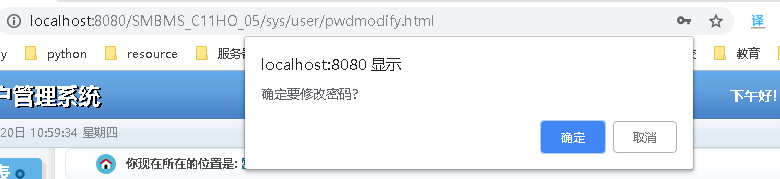 localhost:8080/SMBMS_C11HO_05/sys/user/pwdmodify.html
译
y python resource 服务器 教育
localhost:8080 显示
确定要修改密码？
确定 取消
户管理系统
下午好！
20日 10:59:34 星期四
你现在所在的位置是:
表